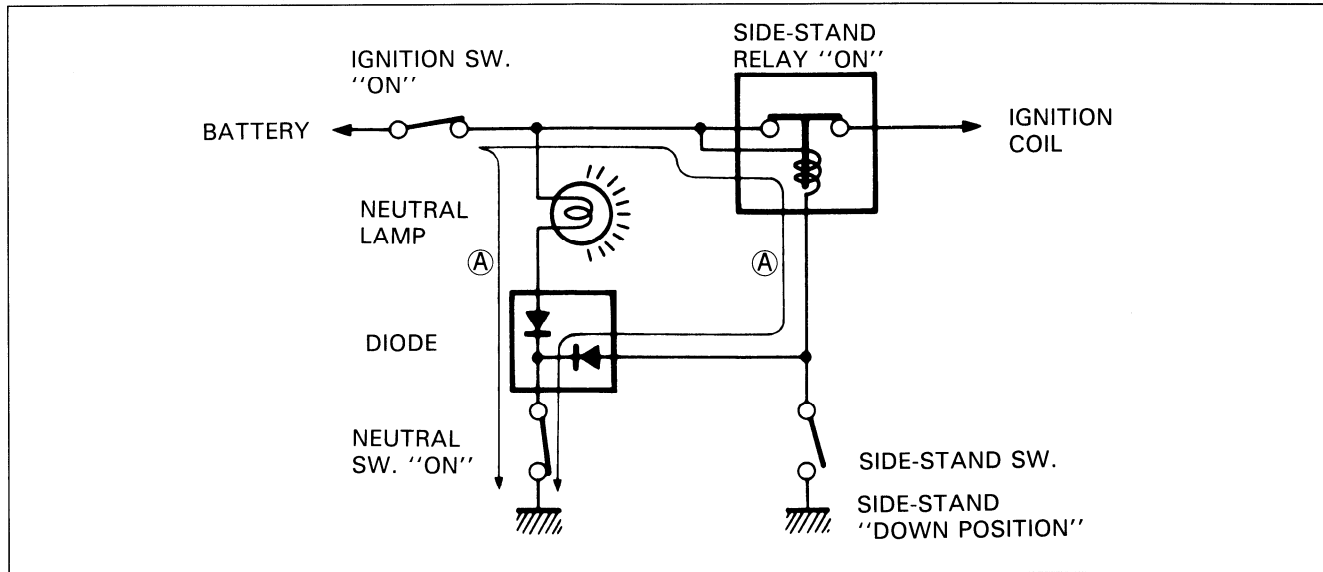 SIDE-STAND
RELAY "ON"
IGNITION SW.
"ON"
BATTERY
IGNITION
COIL
NEUTRAL
LAMP
A
A
DIODE
NEUTRAL
SW. "ON"
SIDE-STAND SW.
SIDE-STAND
"DOWN POSITION"